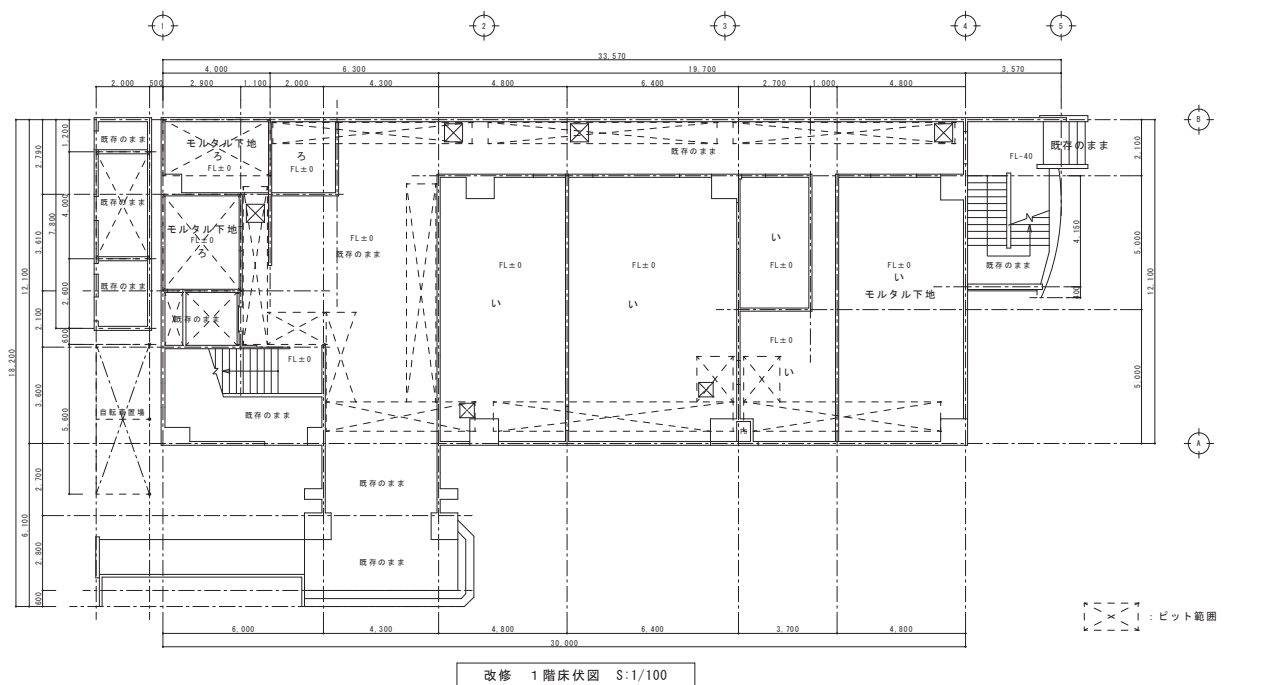 1 2 3 4 5
33,570
4,000 6,300 19,700 3,570
2,000 500 2,900 1,100 2,000 4,300 4,800 6,400 2,700 1,000 4,800
B
A
既存のまま
モルタル下地
ろ
FL±0
ろ
FL±0
既存のまま
FL-40
既存のまま
既存のまま
モルタル下地
FL±0
ろ
FL±0
既存のまま
FL±0
い
FL±0
い
い
FL±0
FL±0
い
モルタル下地
既存のまま
既存のまま
既存のまま
FL±0
FL±0
い
自転車置場
既存のまま
既存のまま
既存のまま
1,200
2,790
4,000
7,800
3,610
12,100
2,600
2,100
600
18,200
3,600
5,600
2,700
6,100
2,800
600
2,100
4,150
5,000
12,100
5,000
6,000 4,300 4,800 6,400 3,700 4,800
30,000
：ピット範囲
改修 1階床伏図 S:1/100